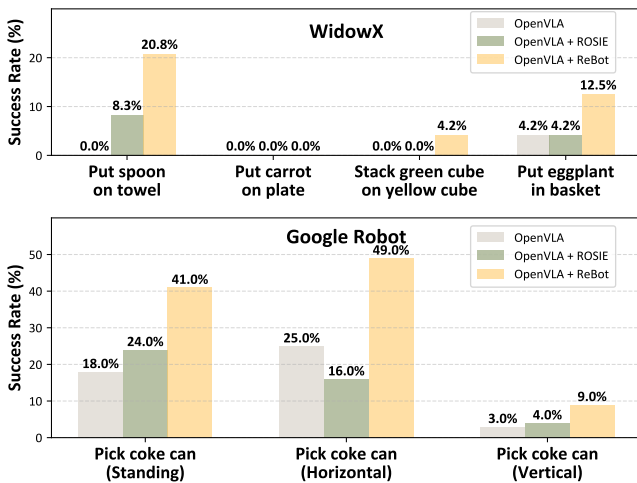 WidowX
OpenVLA
OpenVLA + ROSIE
OpenVLA + ReBot
Success Rate (%)
20
10
0
0.0% 8.3% 20.8%
0.0% 0.0% 0.0%
0.0% 0.0% 4.2%
4.2% 4.2% 12.5%
Put spoon
on towel
Put carrot
on plate
Stack green cube
on yellow cube
Put eggplant
in basket
Google Robot
OpenVLA
OpenVLA + ROSIE
OpenVLA + ReBot
Success Rate (%)
50
40
30
20
10
0
18.0% 24.0% 41.0%
25.0% 16.0% 49.0%
3.0% 4.0% 9.0%
Pick coke can
(Standing)
Pick coke can
(Horizontal)
Pick coke can
(Vertical)